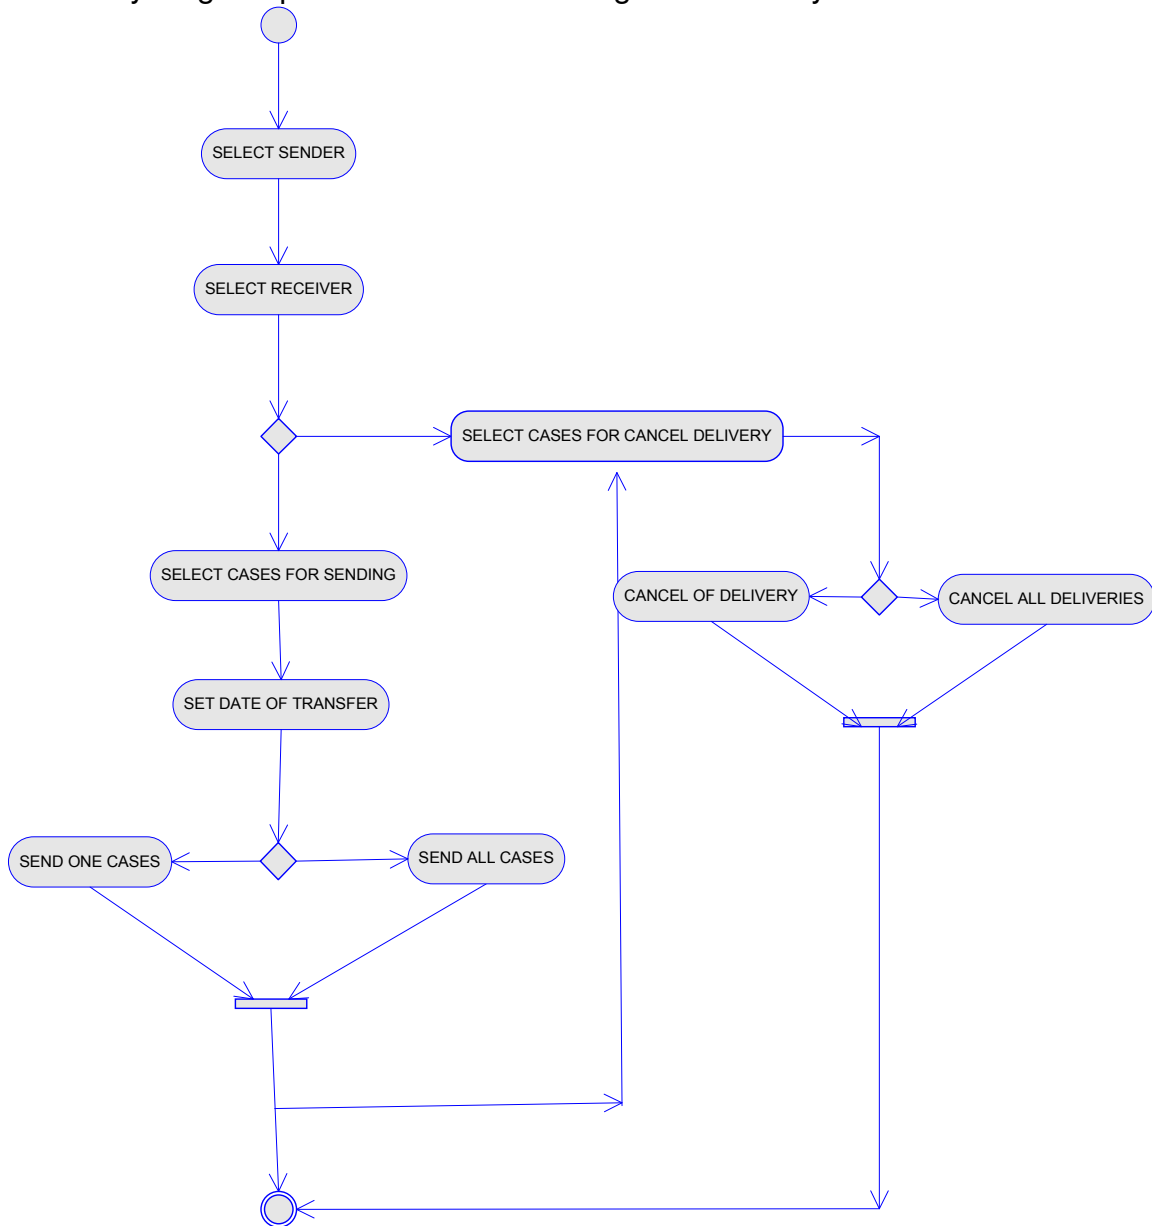 SELECT SENDER
SELECT RECEIVER
SELECT CASES FOR CANCEL DELIVERY
SELECT CASES FOR SENDING
CANCEL OF DELIVERY
CANCEL ALL DELIVERIES
SET DATE OF TRANSFER
SEND ONE CASES
SEND ALL CASES